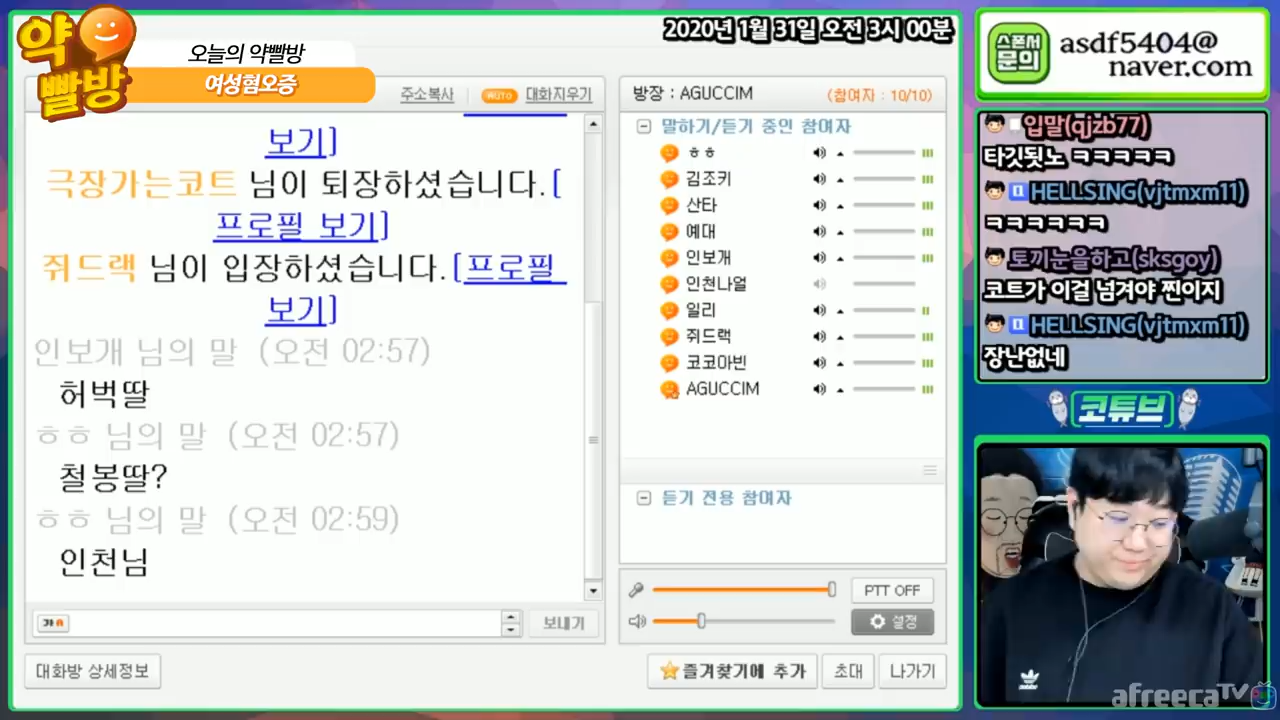 약빨방
오늘의 약빨방
여성혐오증
2020년 1월 31일 오전 3시 00분
스폰서
문의
asdf5404@
naver.com
주소복사
AUTO
대화지우기
보기]
극장가는코트 님이 퇴장하셨습니다.[
프로필 보기]
쥐드랙 님이 입장하셨습니다.[프로필
보기]
인보개 님의 말 (오전 02:57)
허벅딸
ㅎㅎ 님의 말 (오전 02:57)
철봉딸?
ㅎㅎ 님의 말 (오전 02:59)
인천님
가
보내기
대화방 상세정보
방장 : AGUCCIM
(참여자 : 10/10)
말하기/듣기 중인 참여자
ㅎㅎ
김조키
산타
예대
인보개
인천나얼
일리
쥐드랙
코코아빈
AGUCCIM
듣기 전용 참여자
PTT OFF
설정
즐겨찾기에 추가
초대
나가기
입말(qjzb77)
타깃됫노 ㅋㅋㅋㅋㅋ
HELLSING(vjtmxm11)
ㅋㅋㅋㅋㅋㅋ
토끼눈을하고(sksgoy)
코트가 이걸 넘겨야 찐이지
HELLSING(vjtmxm11)
장난없네
코튜브
adidas
afreecaTV